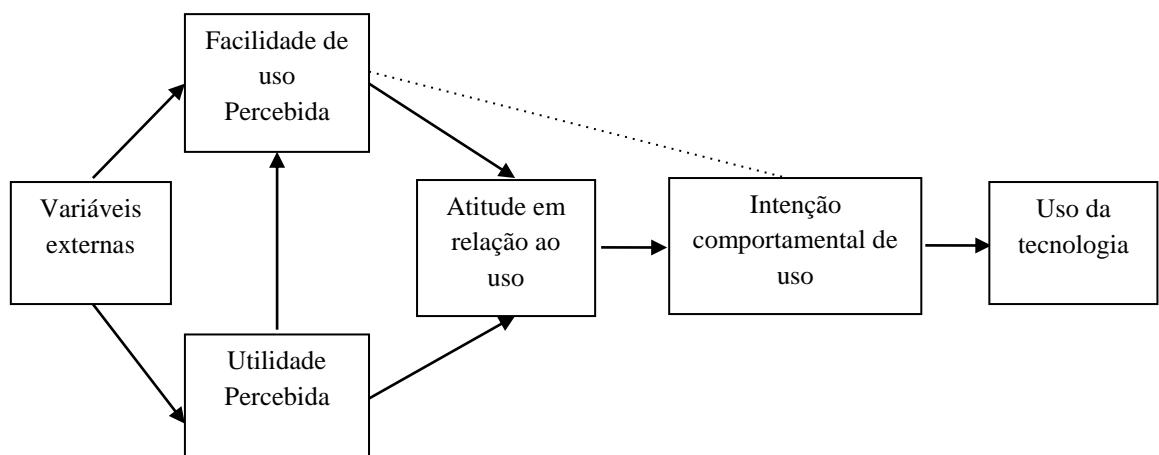 Facilidade de
uso
Percebida
Variáveis
externas
Utilidade
Percebida
Atitude em
relação ao
uso
Intenção
comportamental de
uso
Uso da
tecnologia